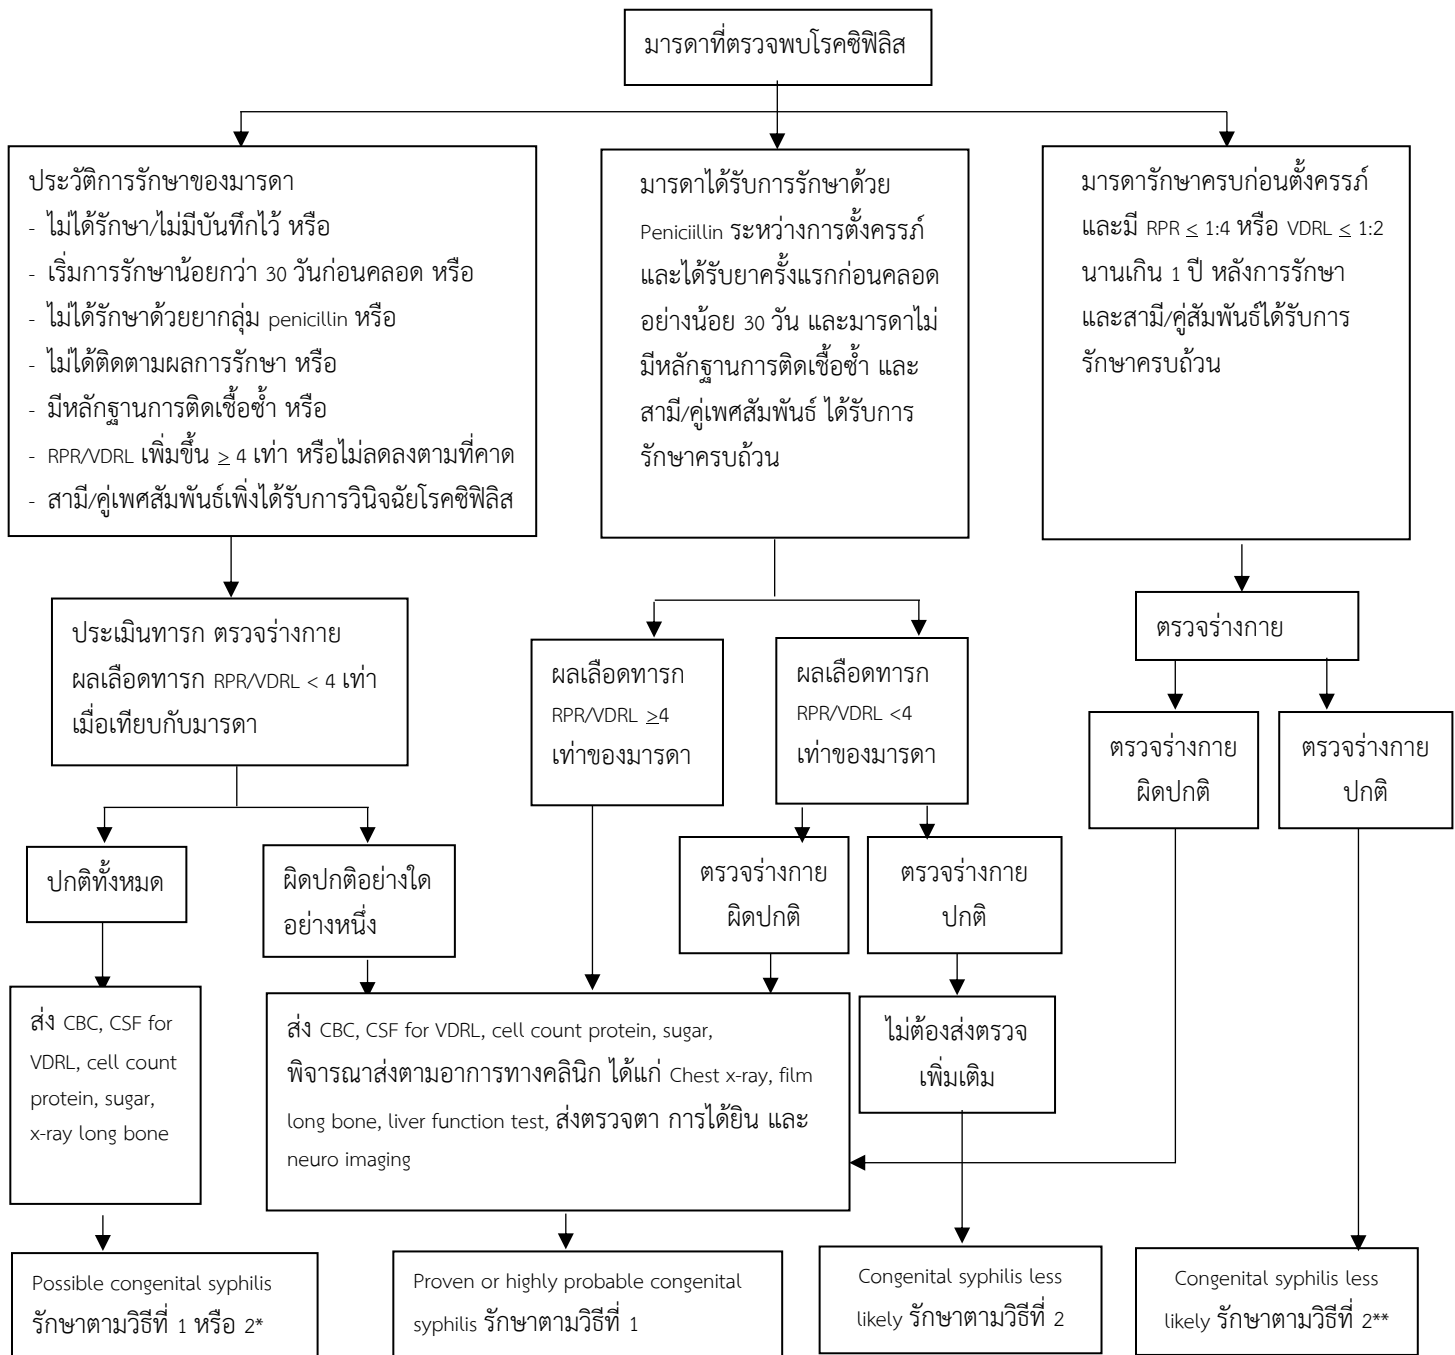 มารดาที่ตรวจพบโรคซิฟิลิส
ประวัติการรักษาของมารดา
- ไม่ได้รักษา/ไม่มีบันทึกไว้ หรือ
- เริ่มการรักษาน้อยกว่า 30 วันก่อนคลอด หรือ
- ไม่ได้รักษาด้วยยากลุ่ม penicillin หรือ
- ไม่ได้ติดตามผลการรักษา หรือ
- มีหลักฐานการติดเชื้อซ้ำ หรือ
- RPR/VDRL เพิ่มขึ้น ≥ 4 เท่า หรือไม่ลดลงตามที่คาด
- สามี/คู่เพศสัมพันธ์เพิ่งได้รับการวินิจฉัยโรคซิฟิลิส
มารดาได้รับการรักษาด้วย
Peniciillin ระหว่างการตั้งครรภ์
และได้รับยาครั้งแรกก่อนคลอด
อย่างน้อย 30 วัน และมารดาไม่
มีหลักฐานการติดเชื้อซ้ำ และ
สามี/คู่เพศสัมพันธ์ ได้รับการ
รักษาครบถ้วน
มารดารักษาครบก่อนตั้งครรภ์
และมี RPR ≤ 1:4 หรือ VDRL ≤ 1:2
นานเกิน 1 ปี หลังการรักษา
และสามี/คู่สัมพันธ์ได้รับการ
รักษาครบถ้วน
ประเมินทารก ตรวจร่างกาย
ผลเลือดทารก RPR/VDRL < 4 เท่า
เมื่อเทียบกับมารดา
ผลเลือดทารก
RPR/VDRL ≥4
เท่าของมารดา
ผลเลือดทารก
RPR/VDRL <4
เท่าของมารดา
ตรวจร่างกาย
ตรวจร่างกาย
ผิดปกติ
ตรวจร่างกาย
ปกติ
ปกติทั้งหมด
ผิดปกติอย่างใด
อย่างหนึ่ง
ตรวจร่างกาย
ผิดปกติ
ตรวจร่างกาย
ปกติ
ส่ง CBC, CSF for
VDRL, cell count
protein, sugar,
x-ray long bone
ส่ง CBC, CSF for VDRL, cell count protein, sugar,
พิจารณาส่งตามอาการทางคลินิก ได้แก่ Chest x-ray, film
long bone, liver function test, ส่งตรวจตา การได้ยิน และ
neuro imaging
ไม่ต้องส่งตรวจ
เพิ่มเติม
Possible congenital syphilis
รักษาตามวิธีที่ 1 หรือ 2*
Proven or highly probable congenital
syphilis รักษาตามวิธีที่ 1
Congenital syphilis less
likely รักษาตามวิธีที่ 2
Congenital syphilis less
likely รักษาตามวิธีที่ 2**